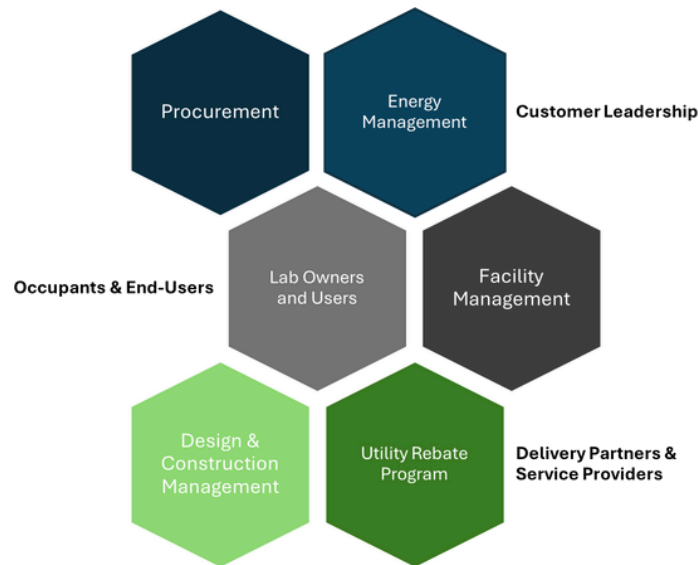 Procurement
Energy
Management
Customer Leadership
Occupants & End-Users
Lab Owners
and Users
Facility
Management
Design &
Construction
Management
Utility Rebate
Program
Delivery Partners &
Service Providers